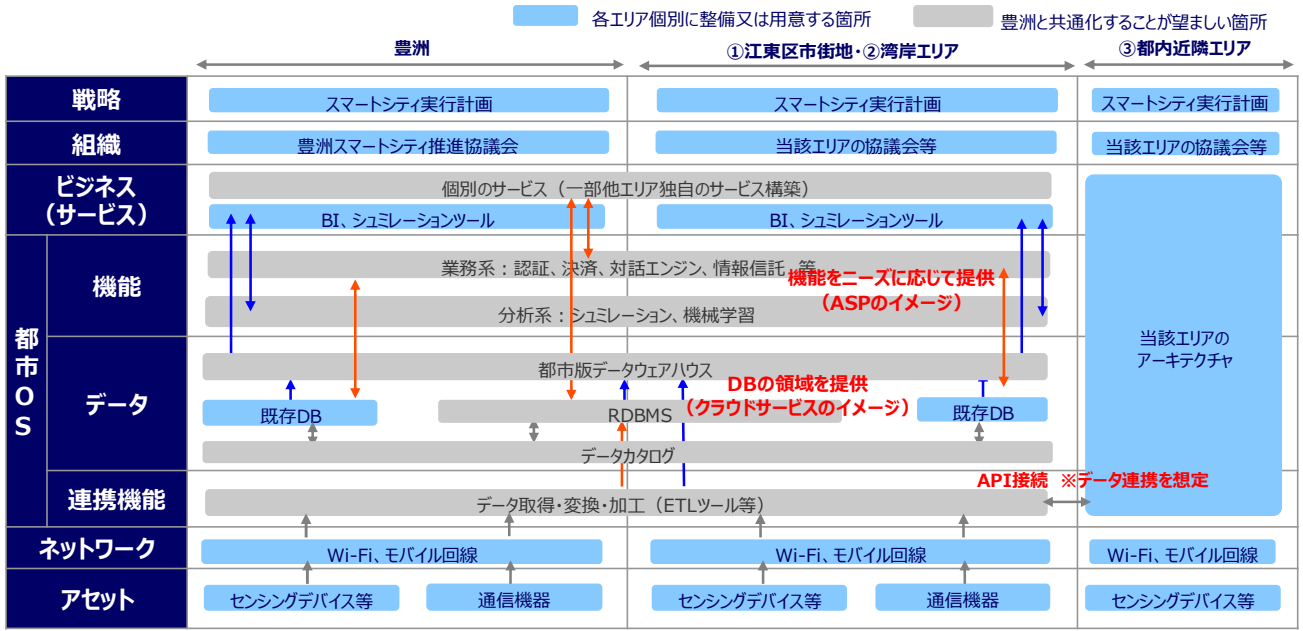 各エリア個別に整備又は用意する箇所
豊洲と共通化することが望ましい箇所
豊洲
①江東区市街地・②湾岸エリア
③都内近隣エリア
戦略
スマートシティ実行計画
スマートシティ実行計画
スマートシティ実行計画
組織
豊洲スマートシティ推進協議会
当該エリアの協議会等
当該エリアの協議会等
ビジネス
（サービス）
個別のサービス（一部他エリア独自のサービス構築）
BI、シュミレーションツール
BI、シュミレーションツール
都市OS
機能
業務系：認証、決済、対話エンジン、情報信託　等
機能をニーズに応じて提供
（ASPのイメージ）
分析系：シュミレーション、機械学習
当該エリアの
アーキテクチャ
データ
都市版データウェアハウス
DBの領域を提供
（クラウドサービスのイメージ）
既存DB
RDBMS
既存DB
データカタログ
連携機能
API接続　※データ連携を想定
データ取得・変換・加工（ETLツール等）
ネットワーク
Wi-Fi、モバイル回線
Wi-Fi、モバイル回線
Wi-Fi、モバイル回線
アセット
センシングデバイス等
通信機器
センシングデバイス等
通信機器
センシングデバイス等